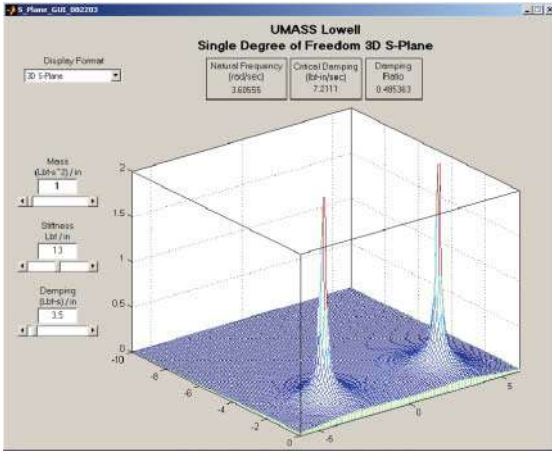 S_Plane_GUI_082203
UMASS Lowell
Single Degree of Freedom 3D S-Plane
Display Format
3D S-Plane
Natural Frequency
(rad/sec)
3.60555
Critical Damping
(lbf-in/sec)
7.2111
Damping
Ratio
0.485363
Mass
(Lbf-s^2)/in
1
Stiffness
Lbf/in
13
Damping
(Lbf-s)/in
3.5
2
1.5
1
0.5
0
-10
-8
-6
-4
-2
0
-5
0
5